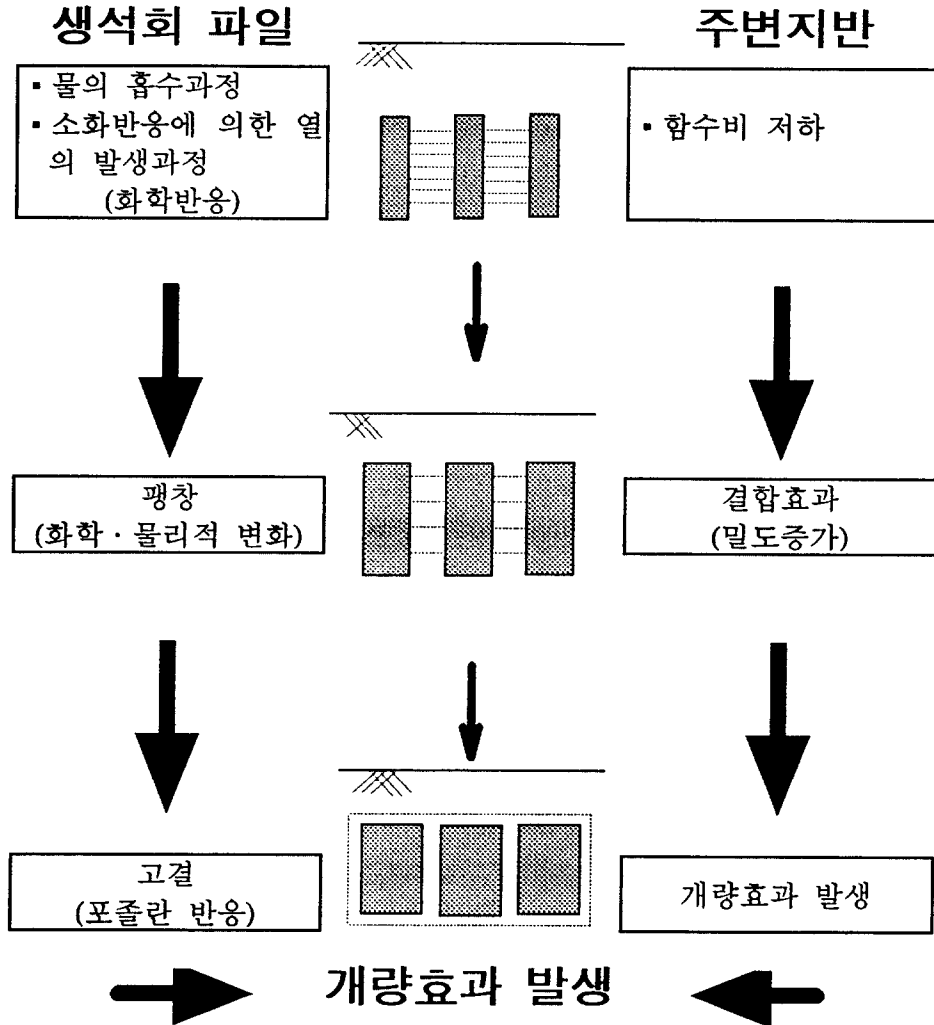 생석회 파일
주변지반
▪ 물의 흡수과정
▪ 소화반응에 의한 열
의 발생과정
(화학반응)
▪ 함수비 저하
팽창
(화학·물리적 변화)
결합효과
(밀도증가)
고결
(포졸란 반응)
개량효과 발생
개량효과 발생